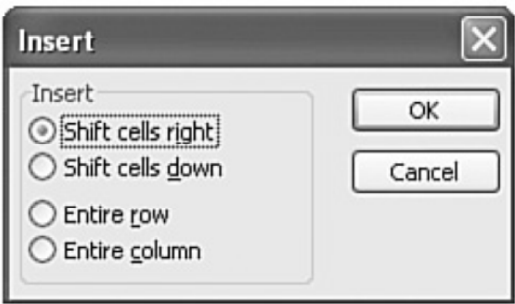 Insert
Insert
Shift cells right
OK
Shift cells down
Cancel
Entire row
Entire column